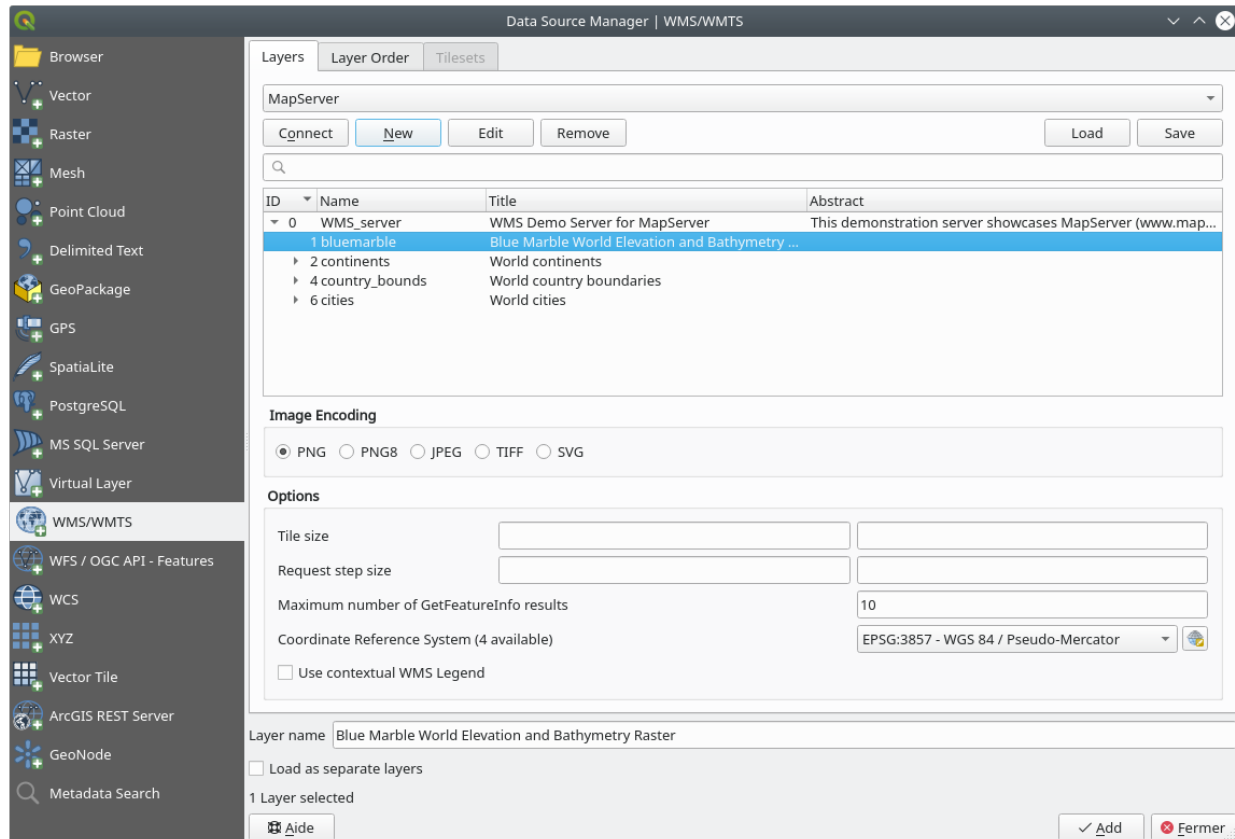 Data Source Manager | WMS/WMTS
Browser
Vector
Raster
Mesh
Point Cloud
Delimited Text
GeoPackage
GPS
SpatiaLite
PostgreSQL
MS SQL Server
Virtual Layer
WMS/WMTS
WFS / OGC API - Features
WCS
XYZ
Vector Tile
ArcGIS REST Server
GeoNode
Metadata Search
Layers Layer Order Tilesets
MapServer
Connect New Edit Remove Load Save
ID Name Title Abstract
0 WMS_server WMS Demo Server for MapServer This demonstration server showcases MapServer (www.map...
1 bluemarble Blue Marble World Elevation and Bathymetry ...
2 continents World continents
4 country_bounds World country boundaries
6 cities World cities
Image Encoding
PNG PNG8 JPEG TIFF SVG
Options
Tile size
Request step size
Maximum number of GetFeatureInfo results 10
Coordinate Reference System (4 available) EPSG:3857 - WGS 84 / Pseudo-Mercator
Use contextual WMS Legend
Layer name Blue Marble World Elevation and Bathymetry Raster
Load as separate layers
1 Layer selected
Aide Add Fermer